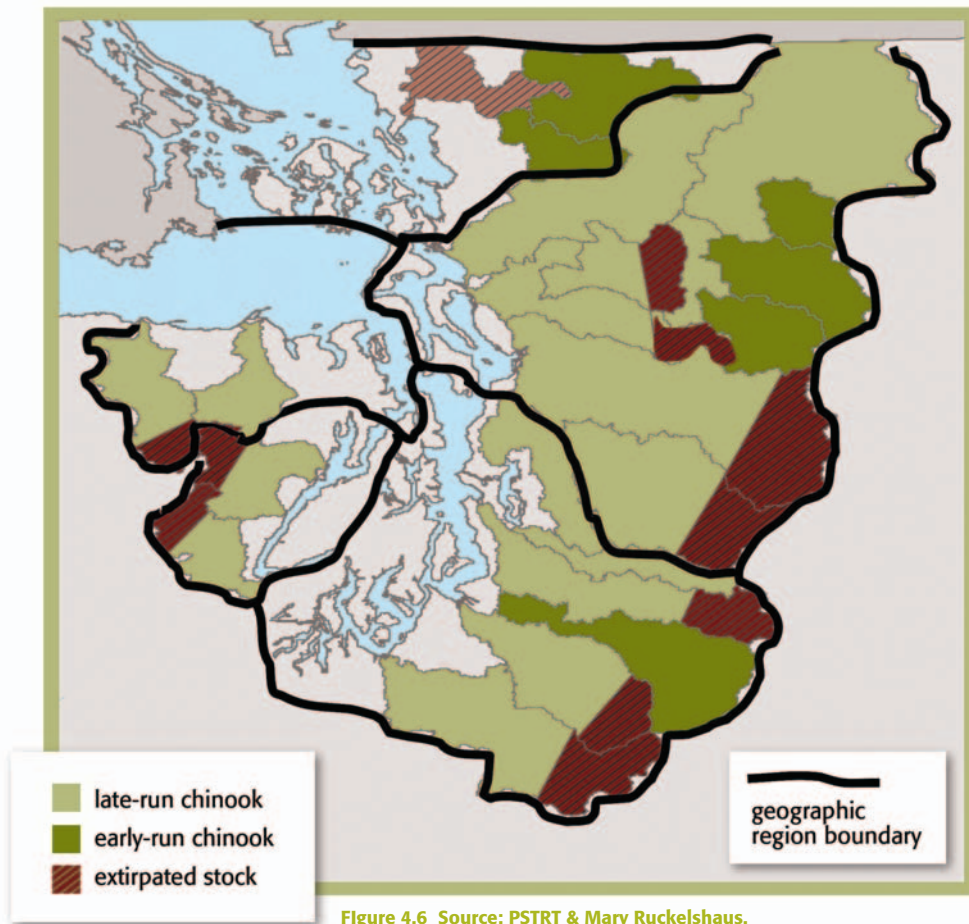 late-run chinook
early-run chinook
extirpated stock
geographic
region boundary
Figure 4.6 Source: PSTRT & Mary Ruckelshaus.